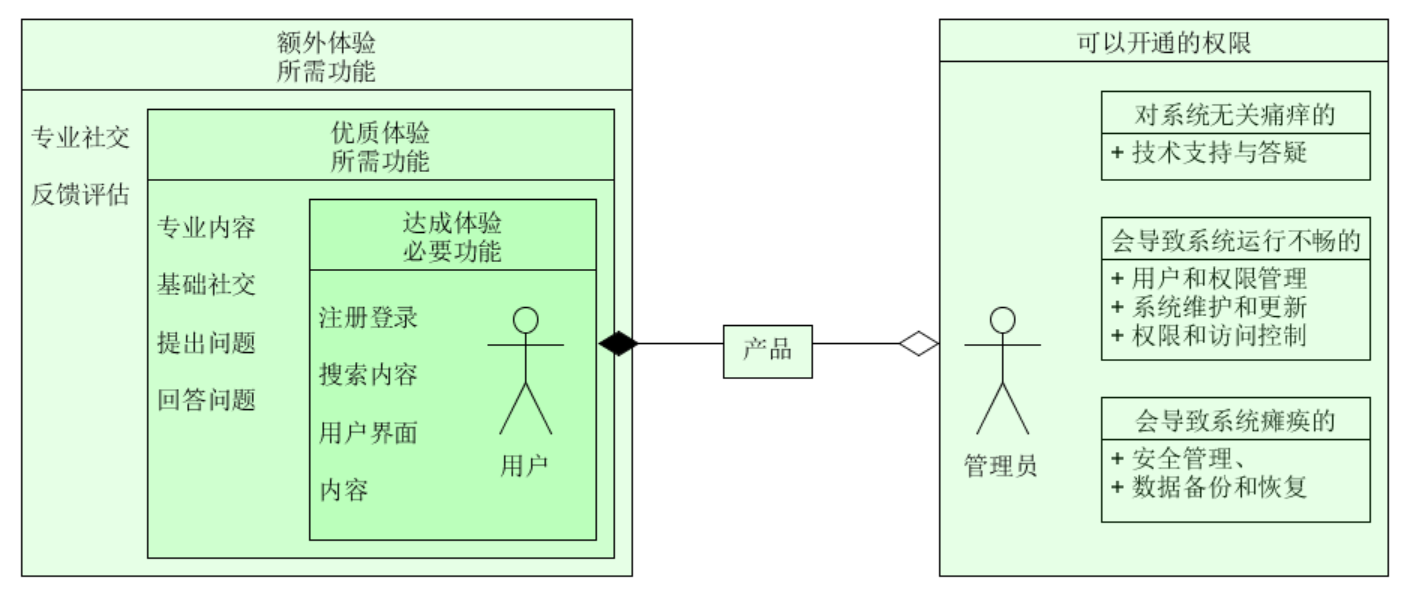 额外体验
所需功能
专业社交
反馈评估
优质体验
所需功能
专业内容
基础社交
提出问题
回答问题
达成体验
必要功能
注册登录
搜索内容
用户界面
内容
用户
产品
可以开通的权限
管理员
对系统无关痛痒的
+ 技术支持与答疑
会导致系统运行不畅的
+ 用户和权限管理
+ 系统维护和更新
+ 权限和访问控制
会导致系统瘫痪的
+ 安全管理、
+ 数据备份和恢复